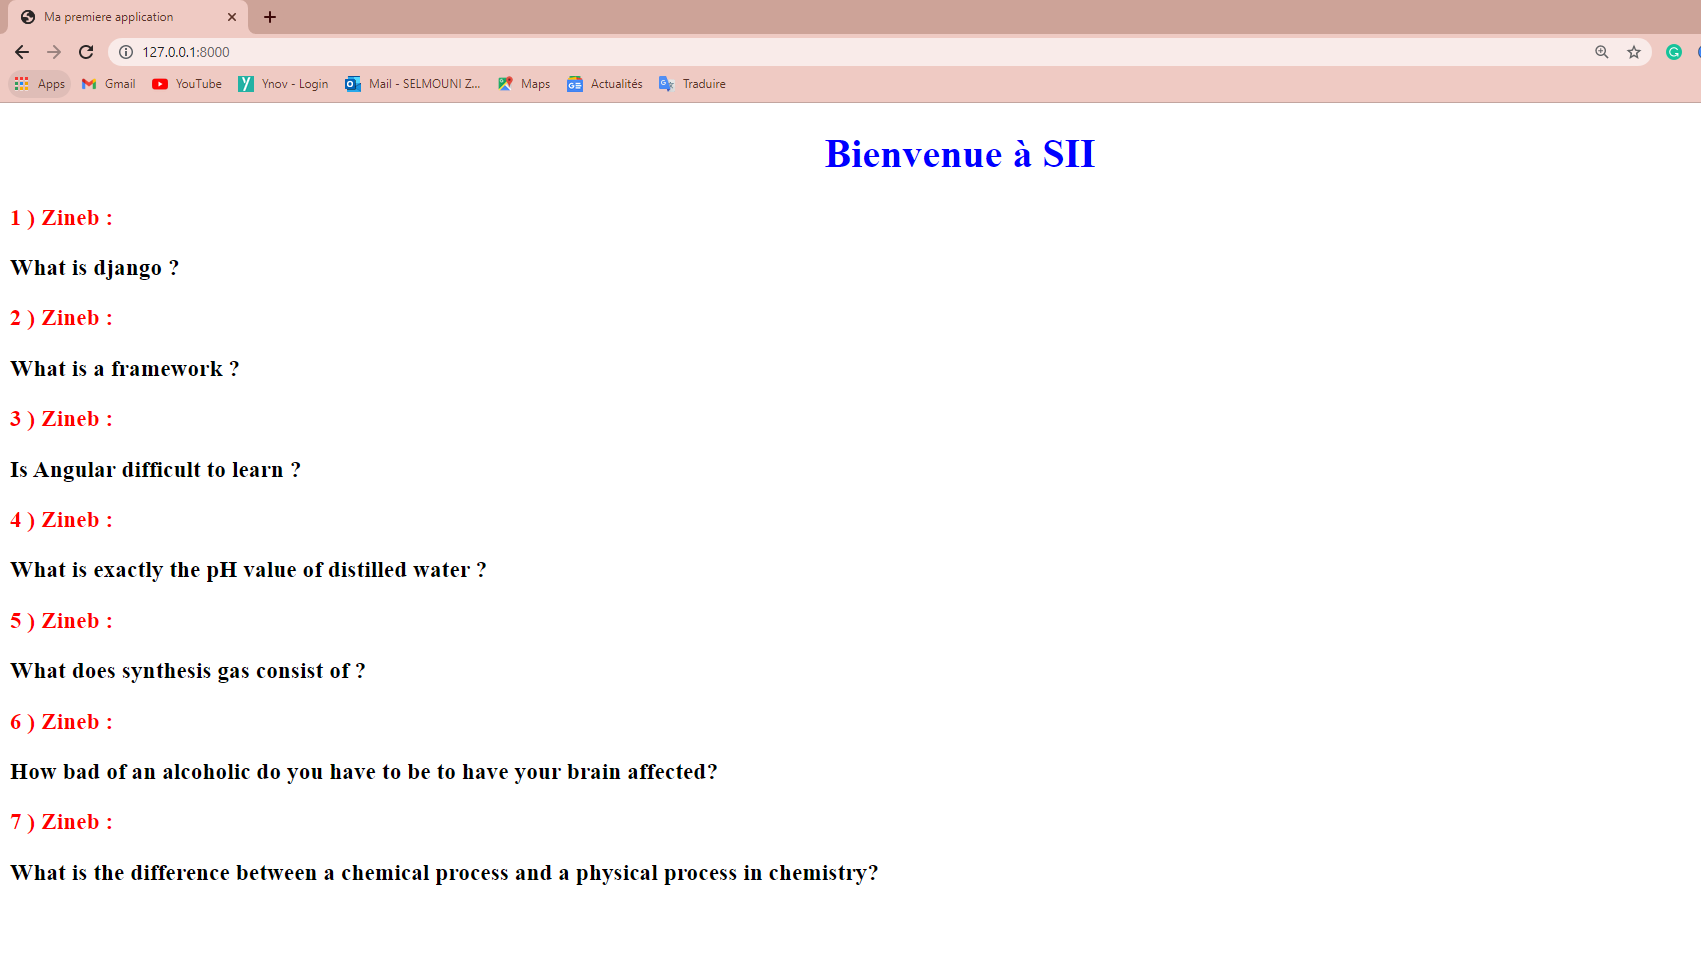 Ma premiere application
127.0.0.1:8000
Apps Gmail YouTube Ynov - Login Mail - SELMOUNI Z... Maps Actualités Traduire
Bienvenue à SII
1 ) Zineb :
What is django ?
2 ) Zineb :
What is a framework ?
3 ) Zineb :
Is Angular difficult to learn ?
4 ) Zineb :
What is exactly the pH value of distilled water ?
5 ) Zineb :
What does synthesis gas consist of ?
6 ) Zineb :
How bad of an alcoholic do you have to be to have your brain affected?
7 ) Zineb :
What is the difference between a chemical process and a physical process in chemistry?